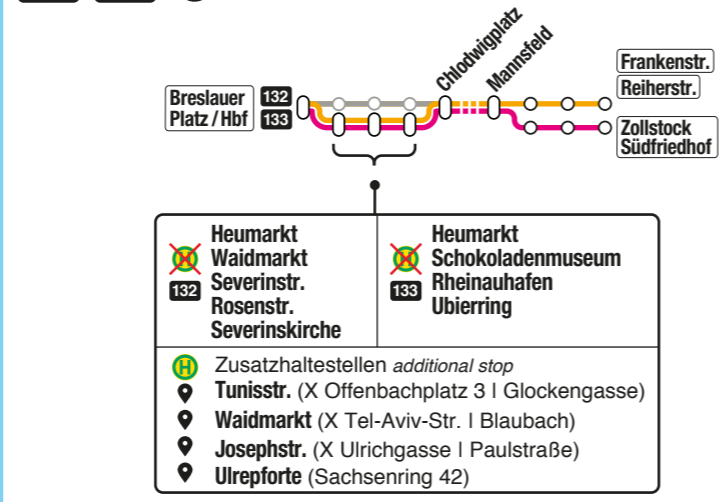 Chlodwigplatz
Mannsfeld
Frankenstr.
Reiherstr.
Breslauer
Platz / Hbf
132
133
Zollstock
Südfriedhof
Heumarkt
Waidmarkt
Severinstr.
Rosenstr.
Severinskirche
H
132
Heumarkt
Schokoladenmuseum
Rheinauhafen
Ubierring
H
133
H Zusatzhaltestellen additional stop
Tunisstr. (X Offenbachplatz 3 | Glockengasse)
Waidmarkt (X Tel-Aviv-Str. | Blaubach)
Josephstr. (X Ulrichgasse | Paulstraße)
Ulrepforte (Sachsenring 42)